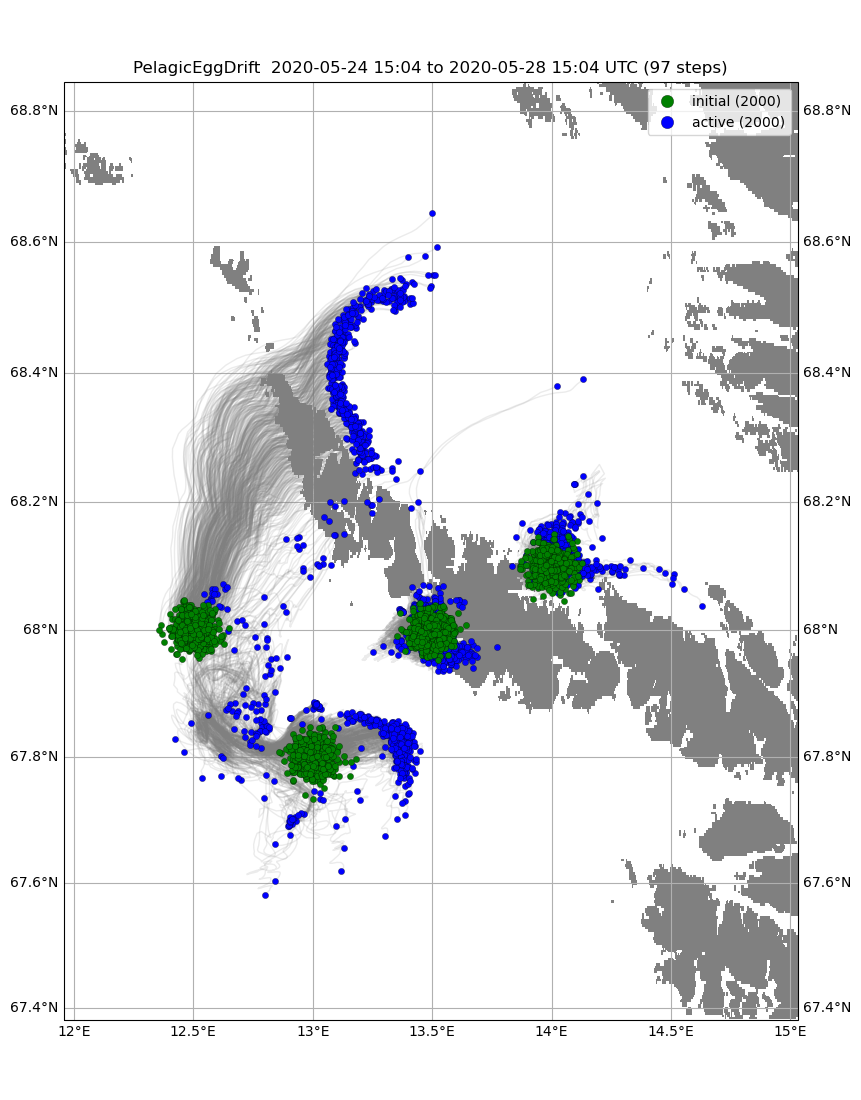 PelagicEggDrift  2020-05-24 15:04 to 2020-05-28 15:04 UTC (97 steps)
initial (2000)
active (2000)
68.8°N
68.8°N
68.6°N
68.6°N
68.4°N
68.4°N
68.2°N
68.2°N
68°N
68°N
67.8°N
67.8°N
67.6°N
67.6°N
67.4°N
67.4°N
12°E 12.5°E 13°E 13.5°E 14°E 14.5°E 15°E